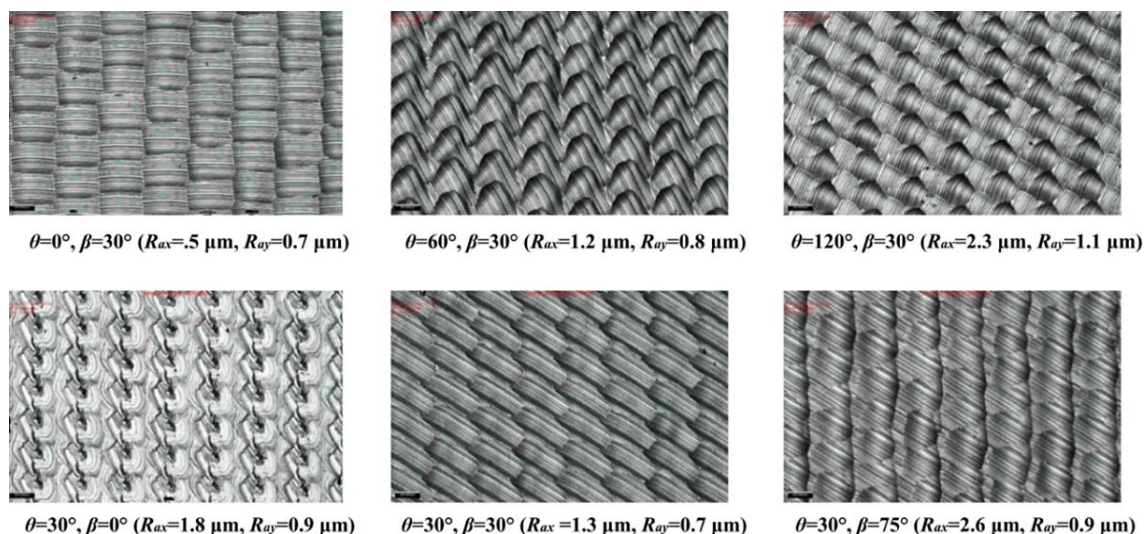 θ=0°, β=30° (Rax=.5 µm, Ray=0.7 µm)
θ=60°, β=30° (Rax=1.2 µm, Ray=0.8 µm)
θ=120°, β=30° (Rax=2.3 µm, Ray=1.1 µm)
θ=30°, β=0° (Rax=1.8 µm, Ray=0.9 µm)
θ=30°, β=30° (Rax =1.3 µm, Ray=0.7 µm)
θ=30°, β=75° (Rax=2.6 µm, Ray=0.9 µm)